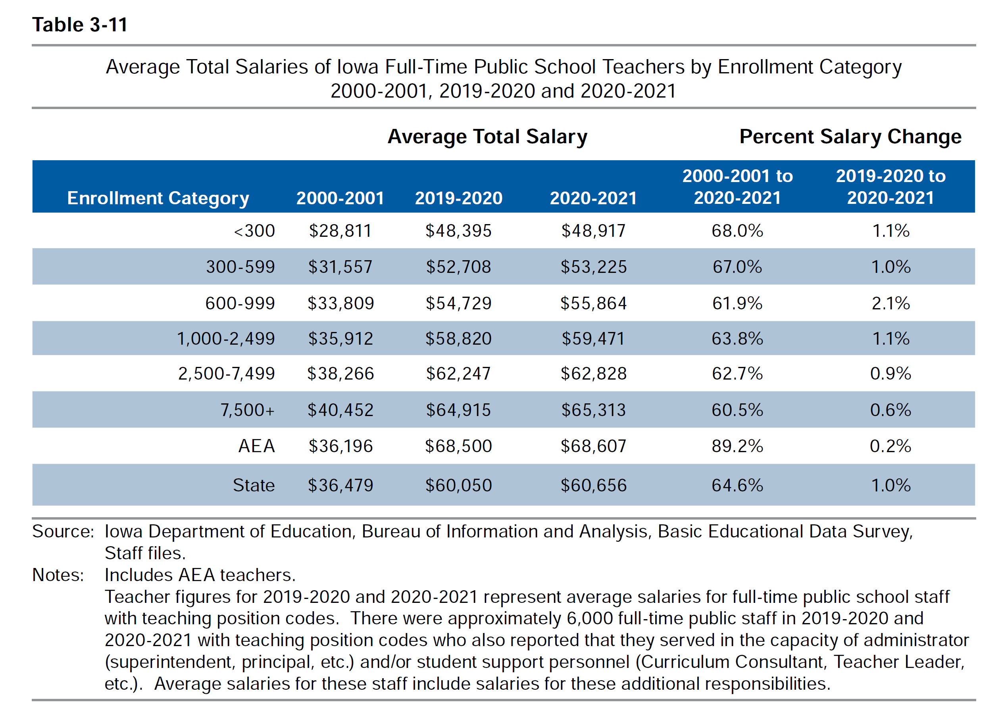 Table 3-11
Average Total Salaries of Iowa Full-Time Public School Teachers by Enrollment Category
2000-2001, 2019-2020 and 2020-2021
Average Total Salary Percent Salary Change
Enrollment Category 2000-2001 2019-2020 2020-2021 2000-2001 to 2020-2021 2019-2020 to 2020-2021
<300 $28,811 $48,395 $48,917 68.0% 1.1%
300-599 $31,557 $52,708 $53,225 67.0% 1.0%
600-999 $33,809 $54,729 $55,864 61.9% 2.1%
1,000-2,499 $35,912 $58,820 $59,471 63.8% 1.1%
2,500-7,499 $38,266 $62,247 $62,828 62.7% 0.9%
7,500+ $40,452 $64,915 $65,313 60.5% 0.6%
AEA $36,196 $68,500 $68,607 89.2% 0.2%
State $36,479 $60,050 $60,656 64.6% 1.0%
Source: Iowa Department of Education, Bureau of Information and Analysis, Basic Educational Data Survey,
Staff files.
Notes: Includes AEA teachers.
Teacher figures for 2019-2020 and 2020-2021 represent average salaries for full-time public school staff
with teaching position codes. There were approximately 6,000 full-time public staff in 2019-2020 and
2020-2021 with teaching position codes who also reported that they served in the capacity of administrator
(superintendent, principal, etc.) and/or student support personnel (Curriculum Consultant, Teacher Leader,
etc.). Average salaries for these staff include salaries for these additional responsibilities.